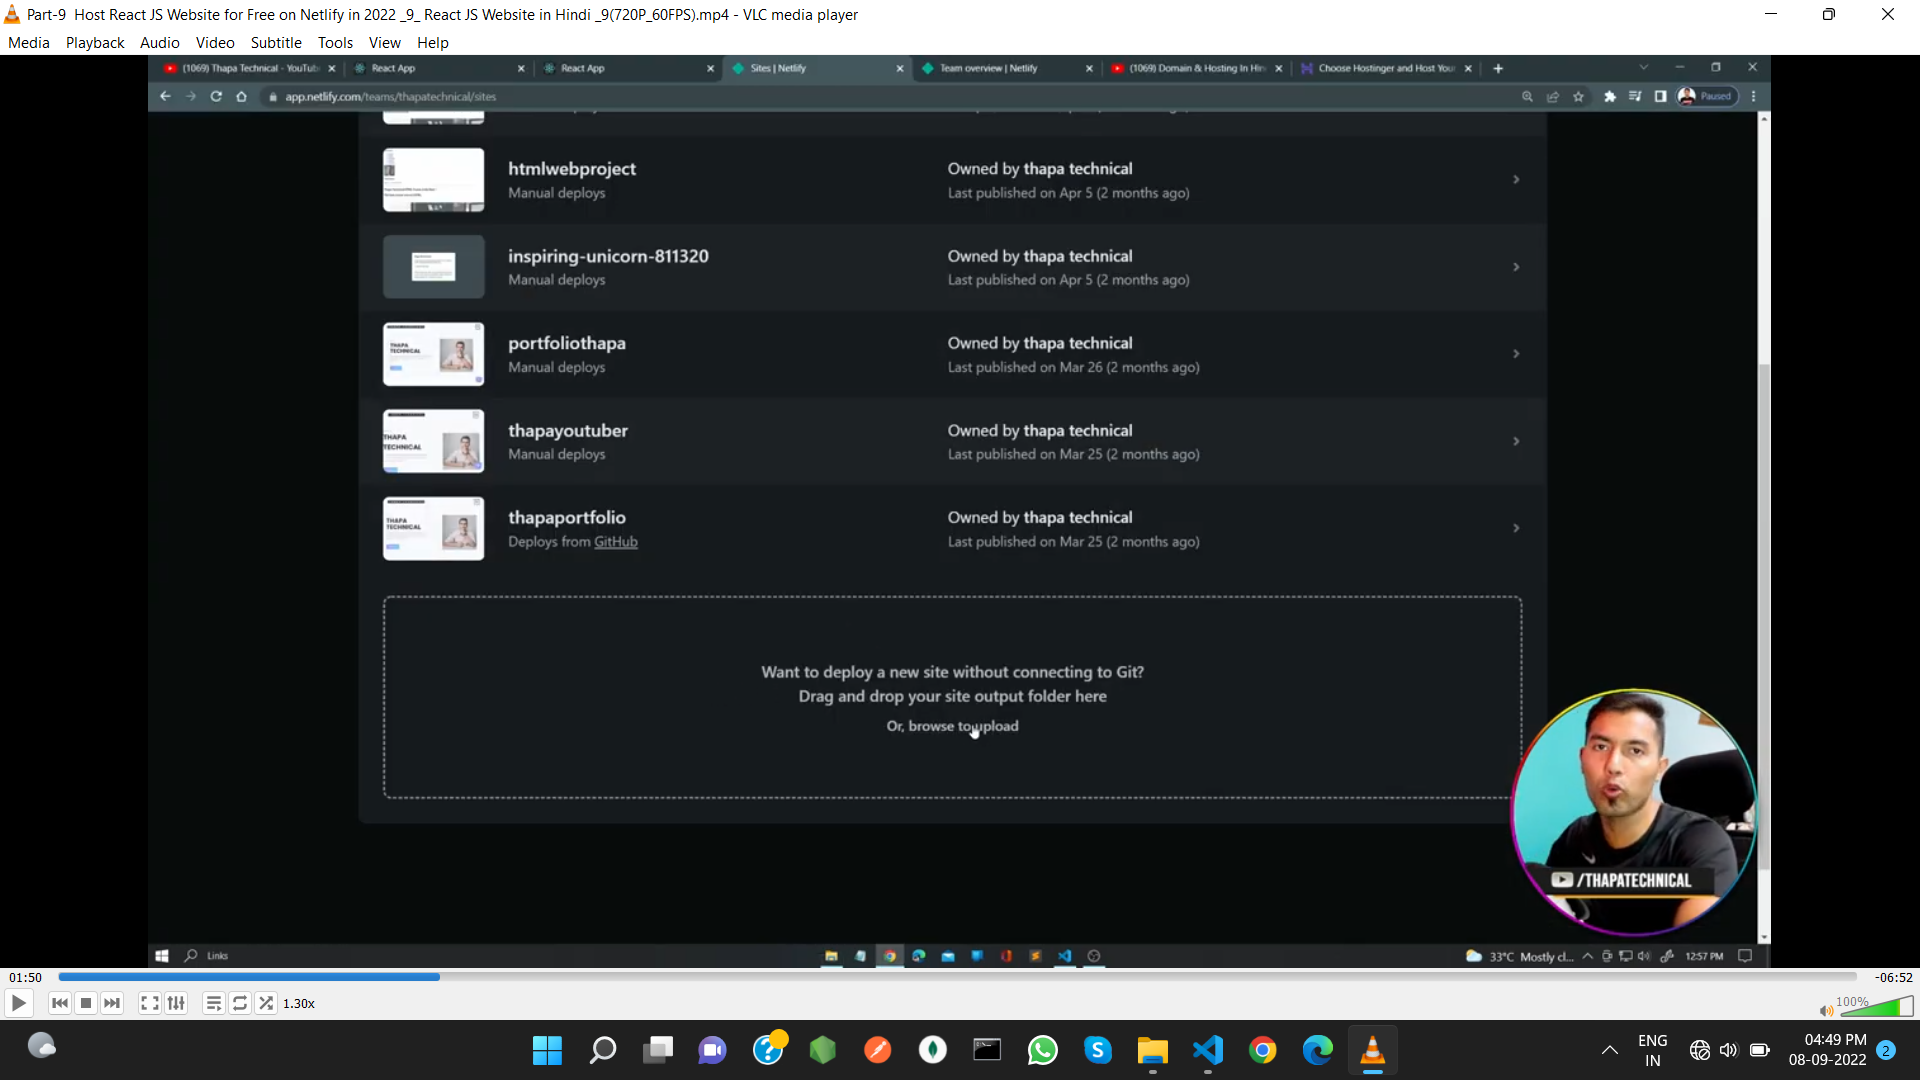 Part-9 Host React JS Website for Free on Netlify in 2022 _9_ React JS Website in Hindi _9(720P_60FPS).mp4 - VLC media player
Media Playback Audio Video Subtitle Tools View Help
(1069) Thapa Technical - YouTub
React App
React App
Sites | Netlify
Team overview | Netlify
(1069) Domain & Hosting In Hin
Choose Hostinger and Host Your
app.netlify.com/teams/thapatechnical/sites
Paused
htmlwebproject
Manual deploys
Owned by thapa technical
Last published on Apr 5 (2 months ago)
inspiring-unicorn-811320
Manual deploys
Owned by thapa technical
Last published on Apr 5 (2 months ago)
portfoliothapa
Manual deploys
Owned by thapa technical
Last published on Mar 26 (2 months ago)
thapayoutuber
Manual deploys
Owned by thapa technical
Last published on Mar 25 (2 months ago)
thapaportfolio
Deploys from GitHub
Owned by thapa technical
Last published on Mar 25 (2 months ago)
THAPA
TECHNICAL
THAPA
TECHNICAL
THAPA
TECHNICAL
Want to deploy a new site without connecting to Git?
Drag and drop your site output folder here
Or, browse to upload
/THAPATECHNICAL
Links
33°C Mostly cl...
12:57 PM
01:50
-06:52
1.30x
100%
ENG
IN
04:49 PM
08-09-2022
2